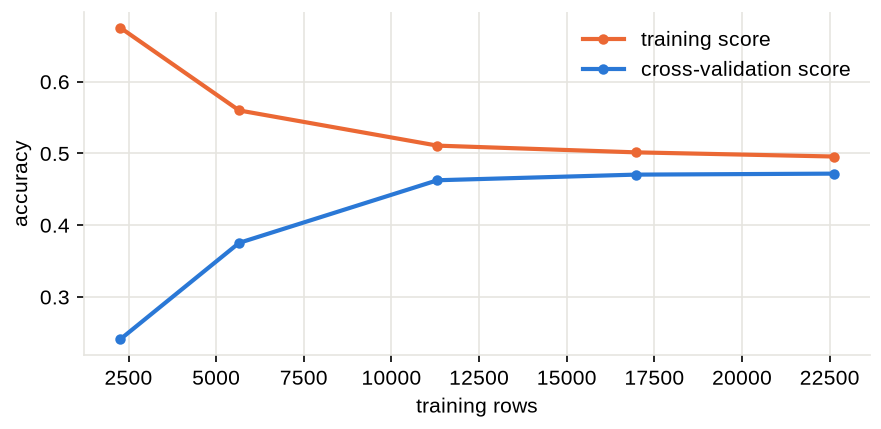 training score
cross-validation score
0.6
0.5
0.4
0.3
accuracy
2500 5000 7500 10000 12500 15000 17500 20000 22500
training rows